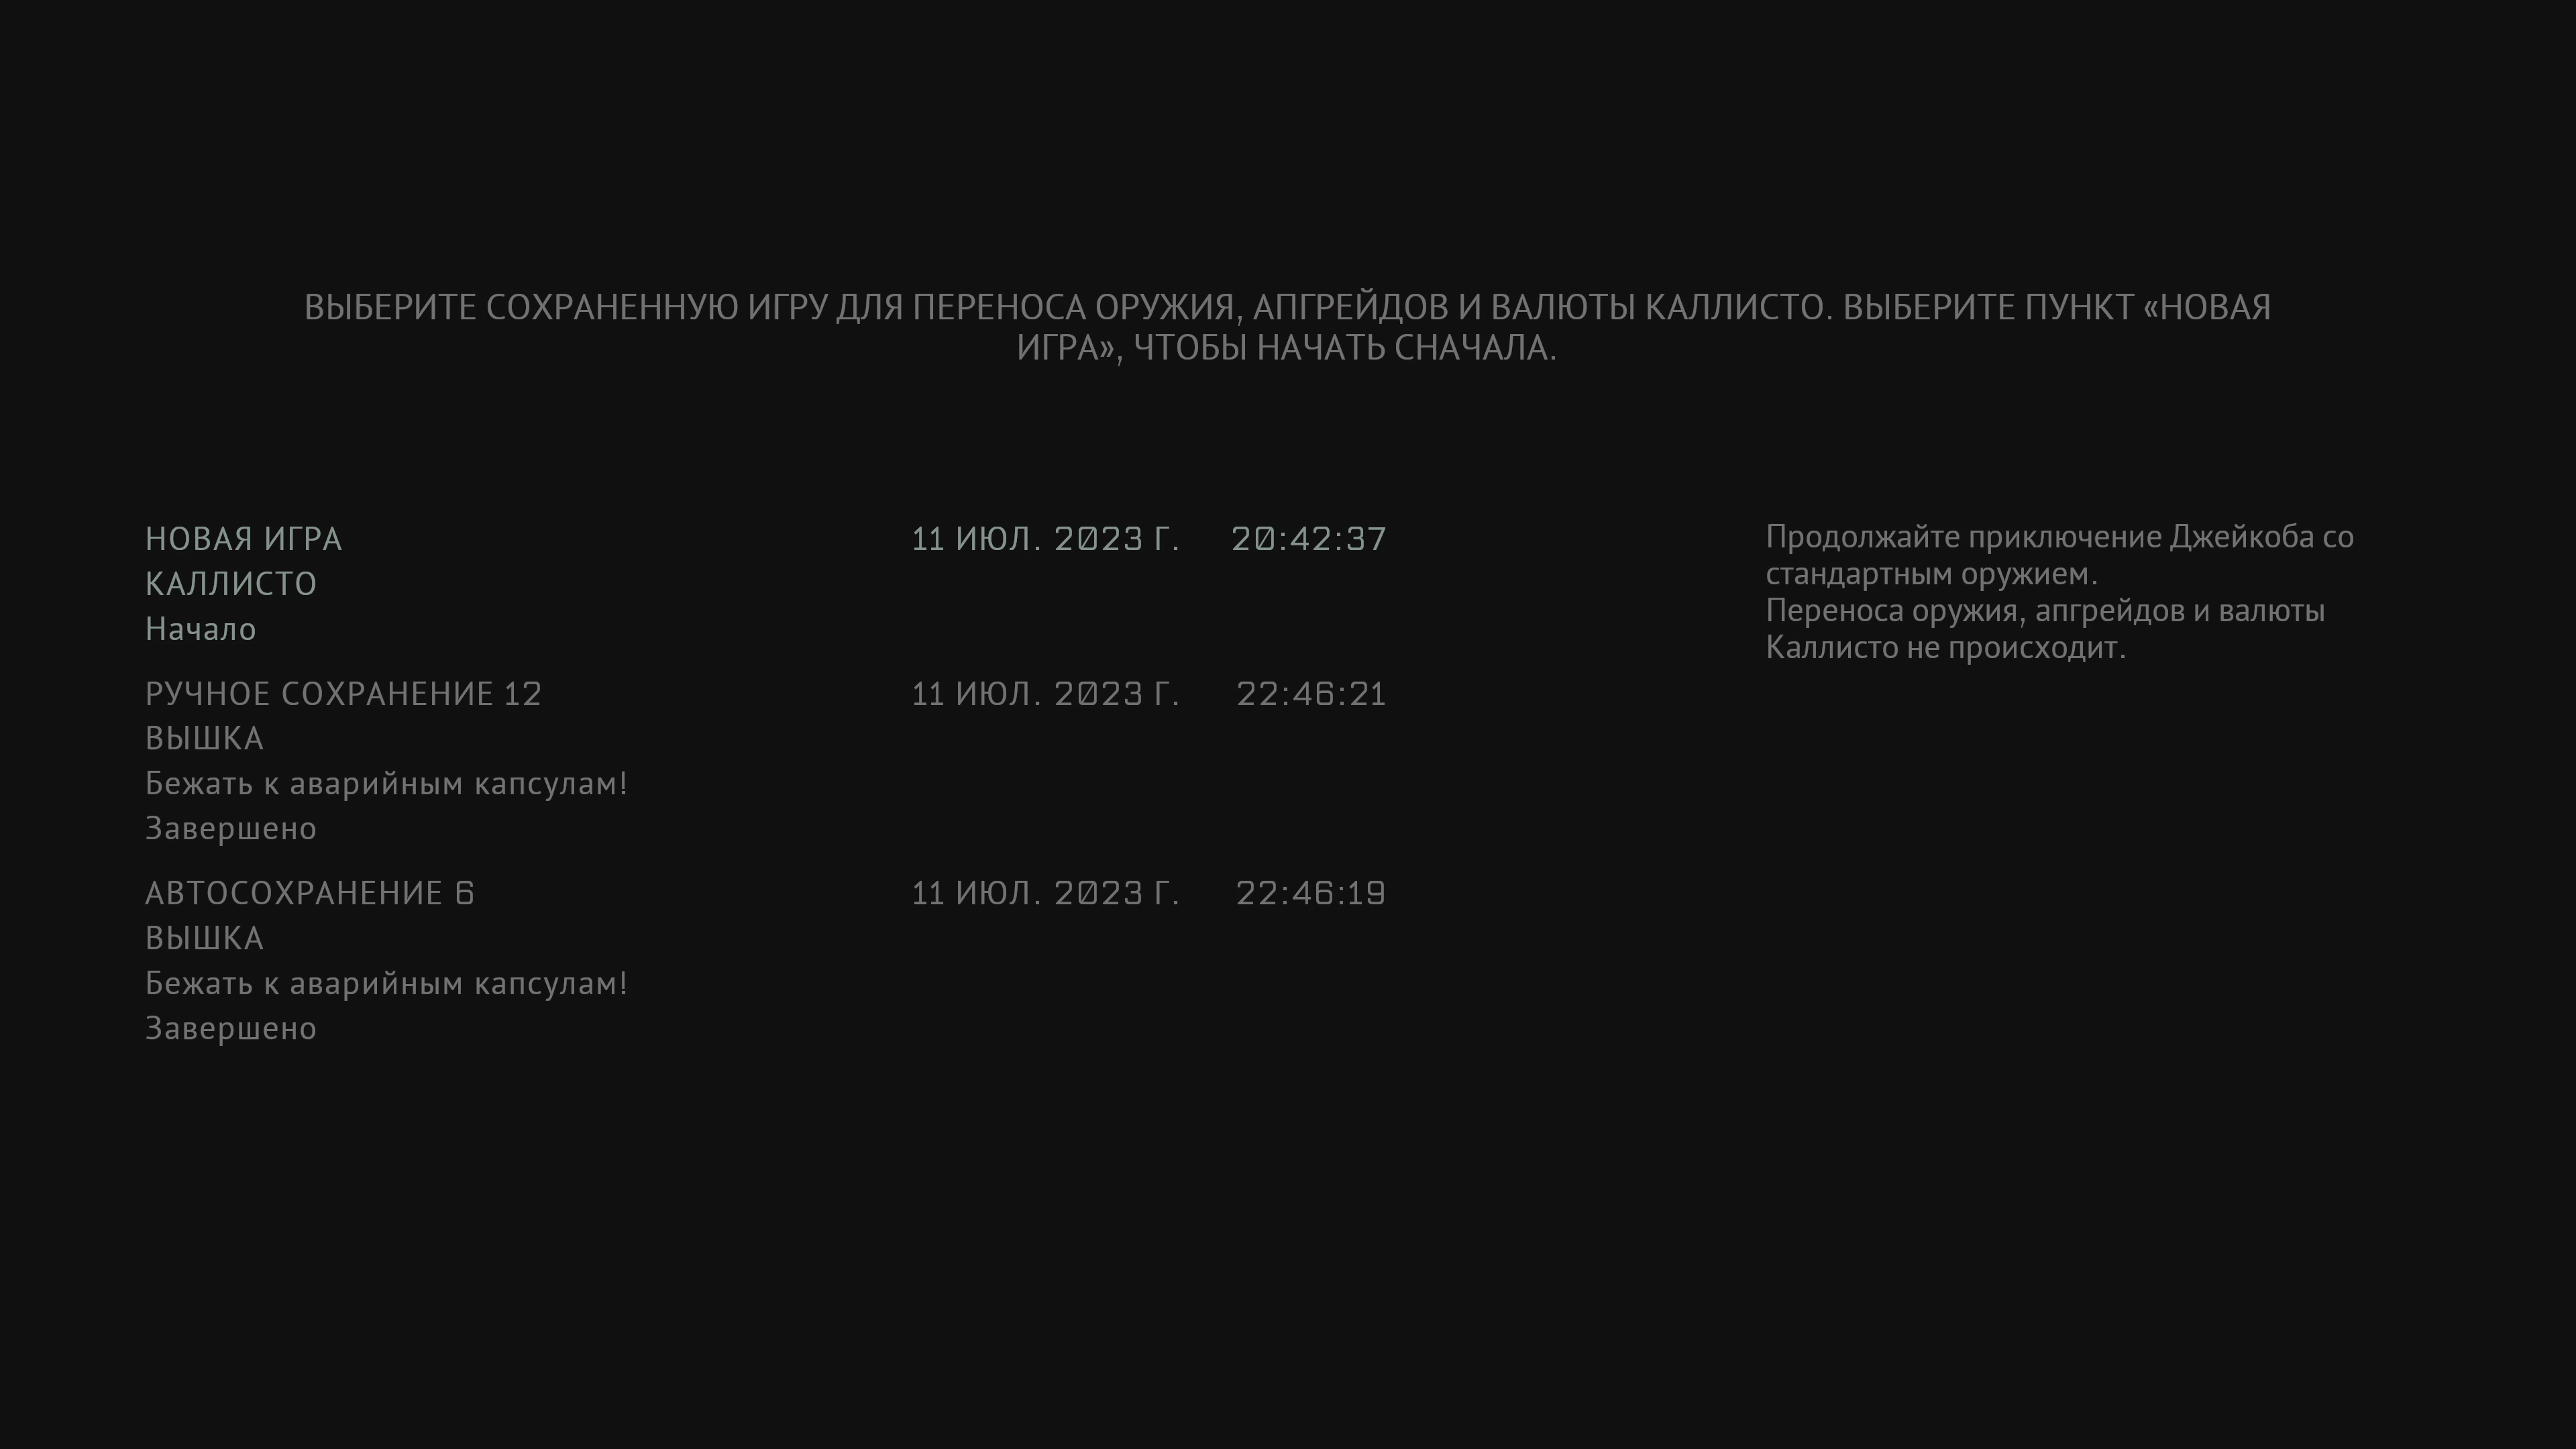 ВЫБЕРИТЕ СОХРАНЕННУЮ ИГРУ ДЛЯ ПЕРЕНОСА ОРУЖИЯ, АПГРЕЙДОВ И ВАЛЮТЫ КАЛЛИСТО. ВЫБЕРИТЕ ПУНКТ «НОВАЯ
ИГРА», ЧТОБЫ НАЧАТЬ СНАЧАЛА.
НОВАЯ ИГРА 11 ИЮЛ. 2023 Г. 20:42:37
КАЛЛИСТО
Начало
Продолжайте приключение Джейкоба со
стандартным оружием.
Переноса оружия, апгрейдов и валюты
Каллисто не происходит.
РУЧНОЕ СОХРАНЕНИЕ 12 11 ИЮЛ. 2023 Г. 22:46:21
ВЫШКА
Бежать к аварийным капсулам!
Завершено
АВТОСОХРАНЕНИЕ 6 11 ИЮЛ. 2023 Г. 22:46:19
ВЫШКА
Бежать к аварийным капсулам!
Завершено